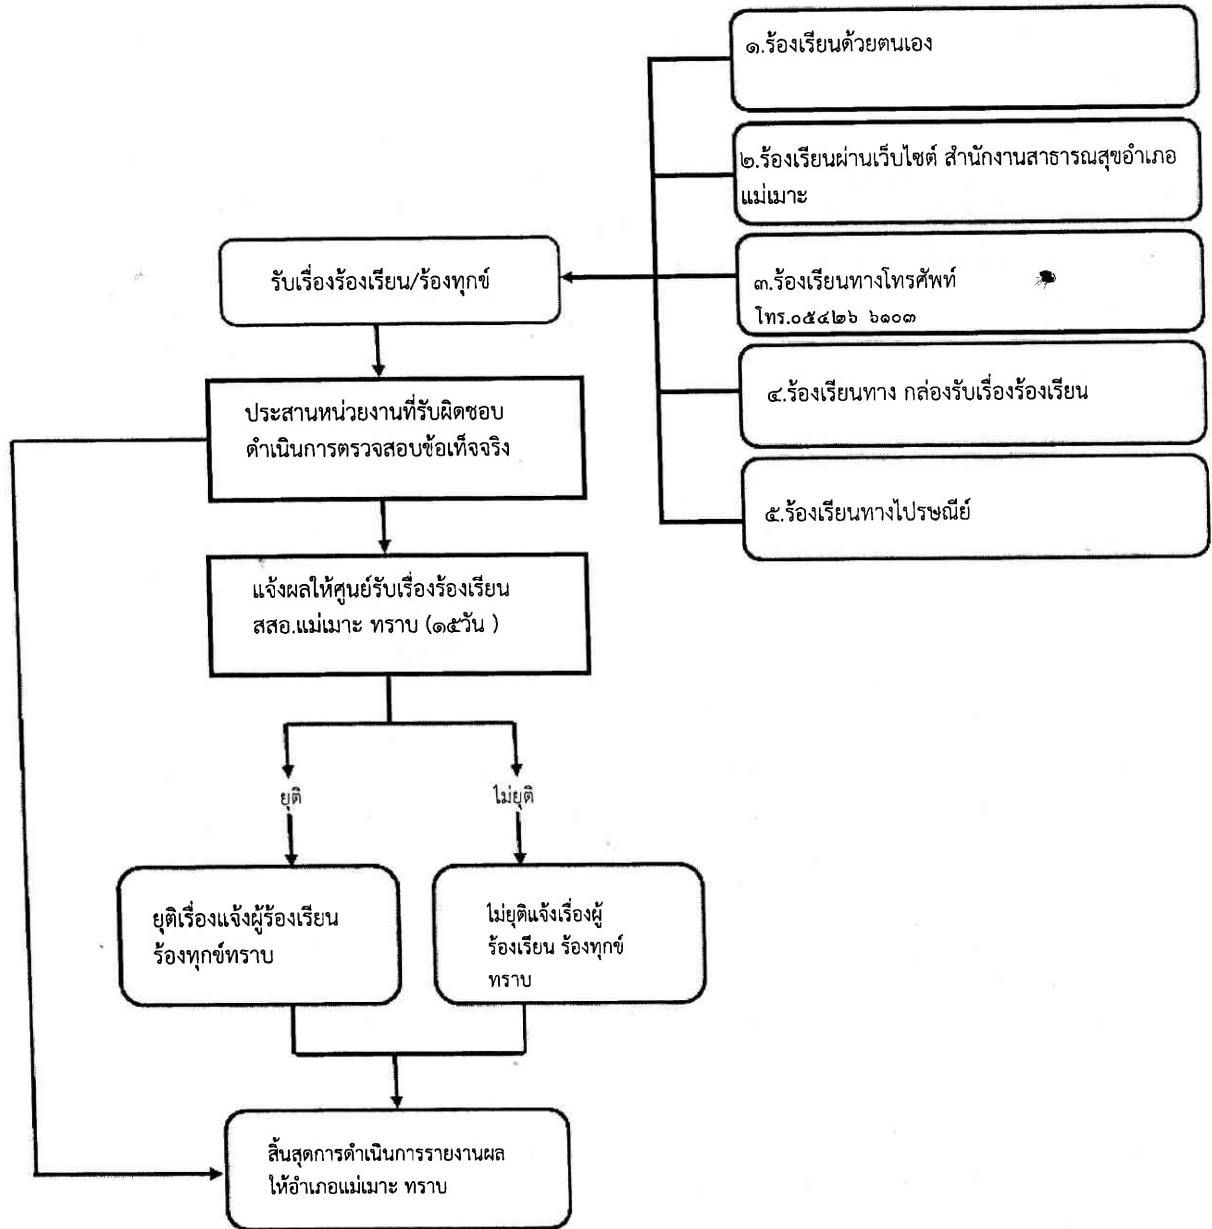 ๑.ร้องเรียนด้วยตนเอง
๒.ร้องเรียนผ่านเว็บไซต์ สำนักงานสาธารณสุขอำเภอ
แม่เมาะ
๓.ร้องเรียนทางโทรศัพท์
โทร.๐๕๔๒๖ ๖๑๐๓
๔.ร้องเรียนทาง กล่องรับเรื่องร้องเรียน
๕.ร้องเรียนทางไปรษณีย์
รับเรื่องร้องเรียน/ร้องทุกข์
ประสานหน่วยงานที่รับผิดชอบ
ดำเนินการตรวจสอบข้อเท็จจริง
แจ้งผลให้ศูนย์รับเรื่องร้องเรียน
สสอ.แม่เมาะ ทราบ (๑๕วัน )
ยุติ
ไม่ยุติ
ยุติเรื่องแจ้งผู้ร้องเรียน
ร้องทุกข์ทราบ
ไม่ยุติแจ้งเรื่องผู้
ร้องเรียน ร้องทุกข์
ทราบ
สิ้นสุดการดำเนินการรายงานผล
ให้อำเภอแม่เมาะ ทราบ